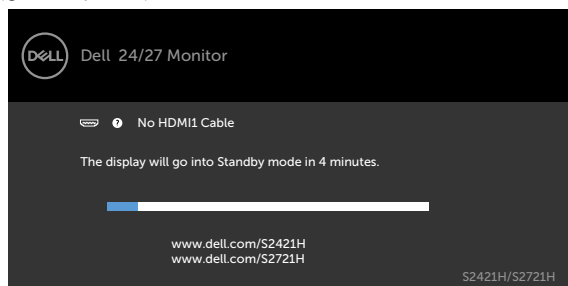 DELL
Dell 24/27 Monitor
? No HDMI1 Cable
The display will go into Standby mode in 4 minutes.
www.dell.com/S2421H
www.dell.com/S2721H
S2421H/S2721H